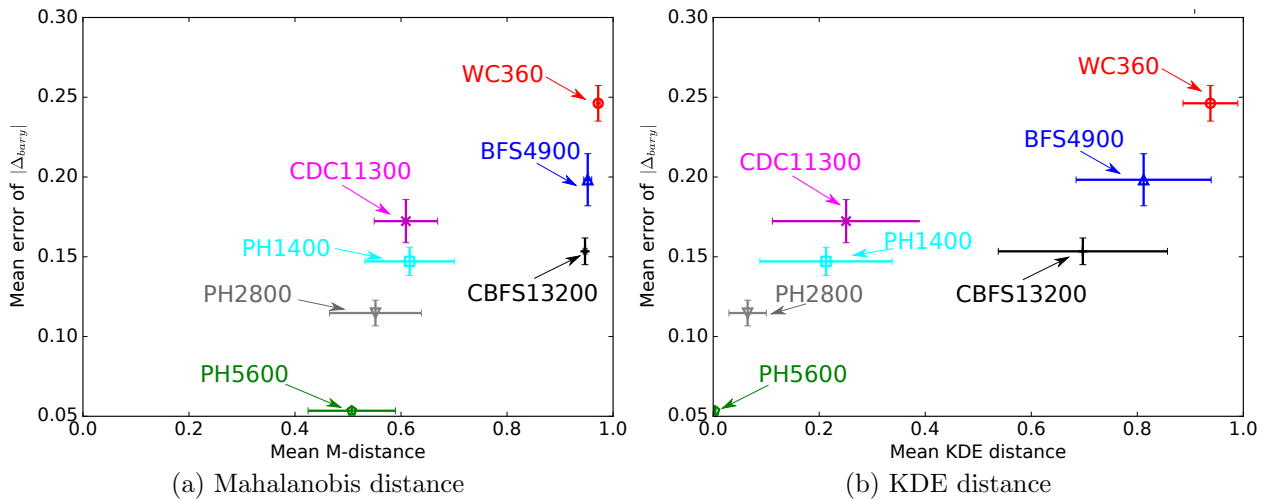 0.30
0.25
0.20
0.15
0.10
0.05
Mean error of |Δ_bary|
WC360
BFS4900
CDC11300
PH1400
PH2800
CBFS13200
PH5600
0.0 0.2 0.4 0.6 0.8 1.0
Mean M-distance
(a) Mahalanobis distance
0.30
0.25
0.20
0.15
0.10
0.05
Mean error of |Δ_bary|
WC360
BFS4900
CDC11300
PH1400
PH2800
CBFS13200
PH5600
0.0 0.2 0.4 0.6 0.8 1.0
Mean KDE distance
(b) KDE distance